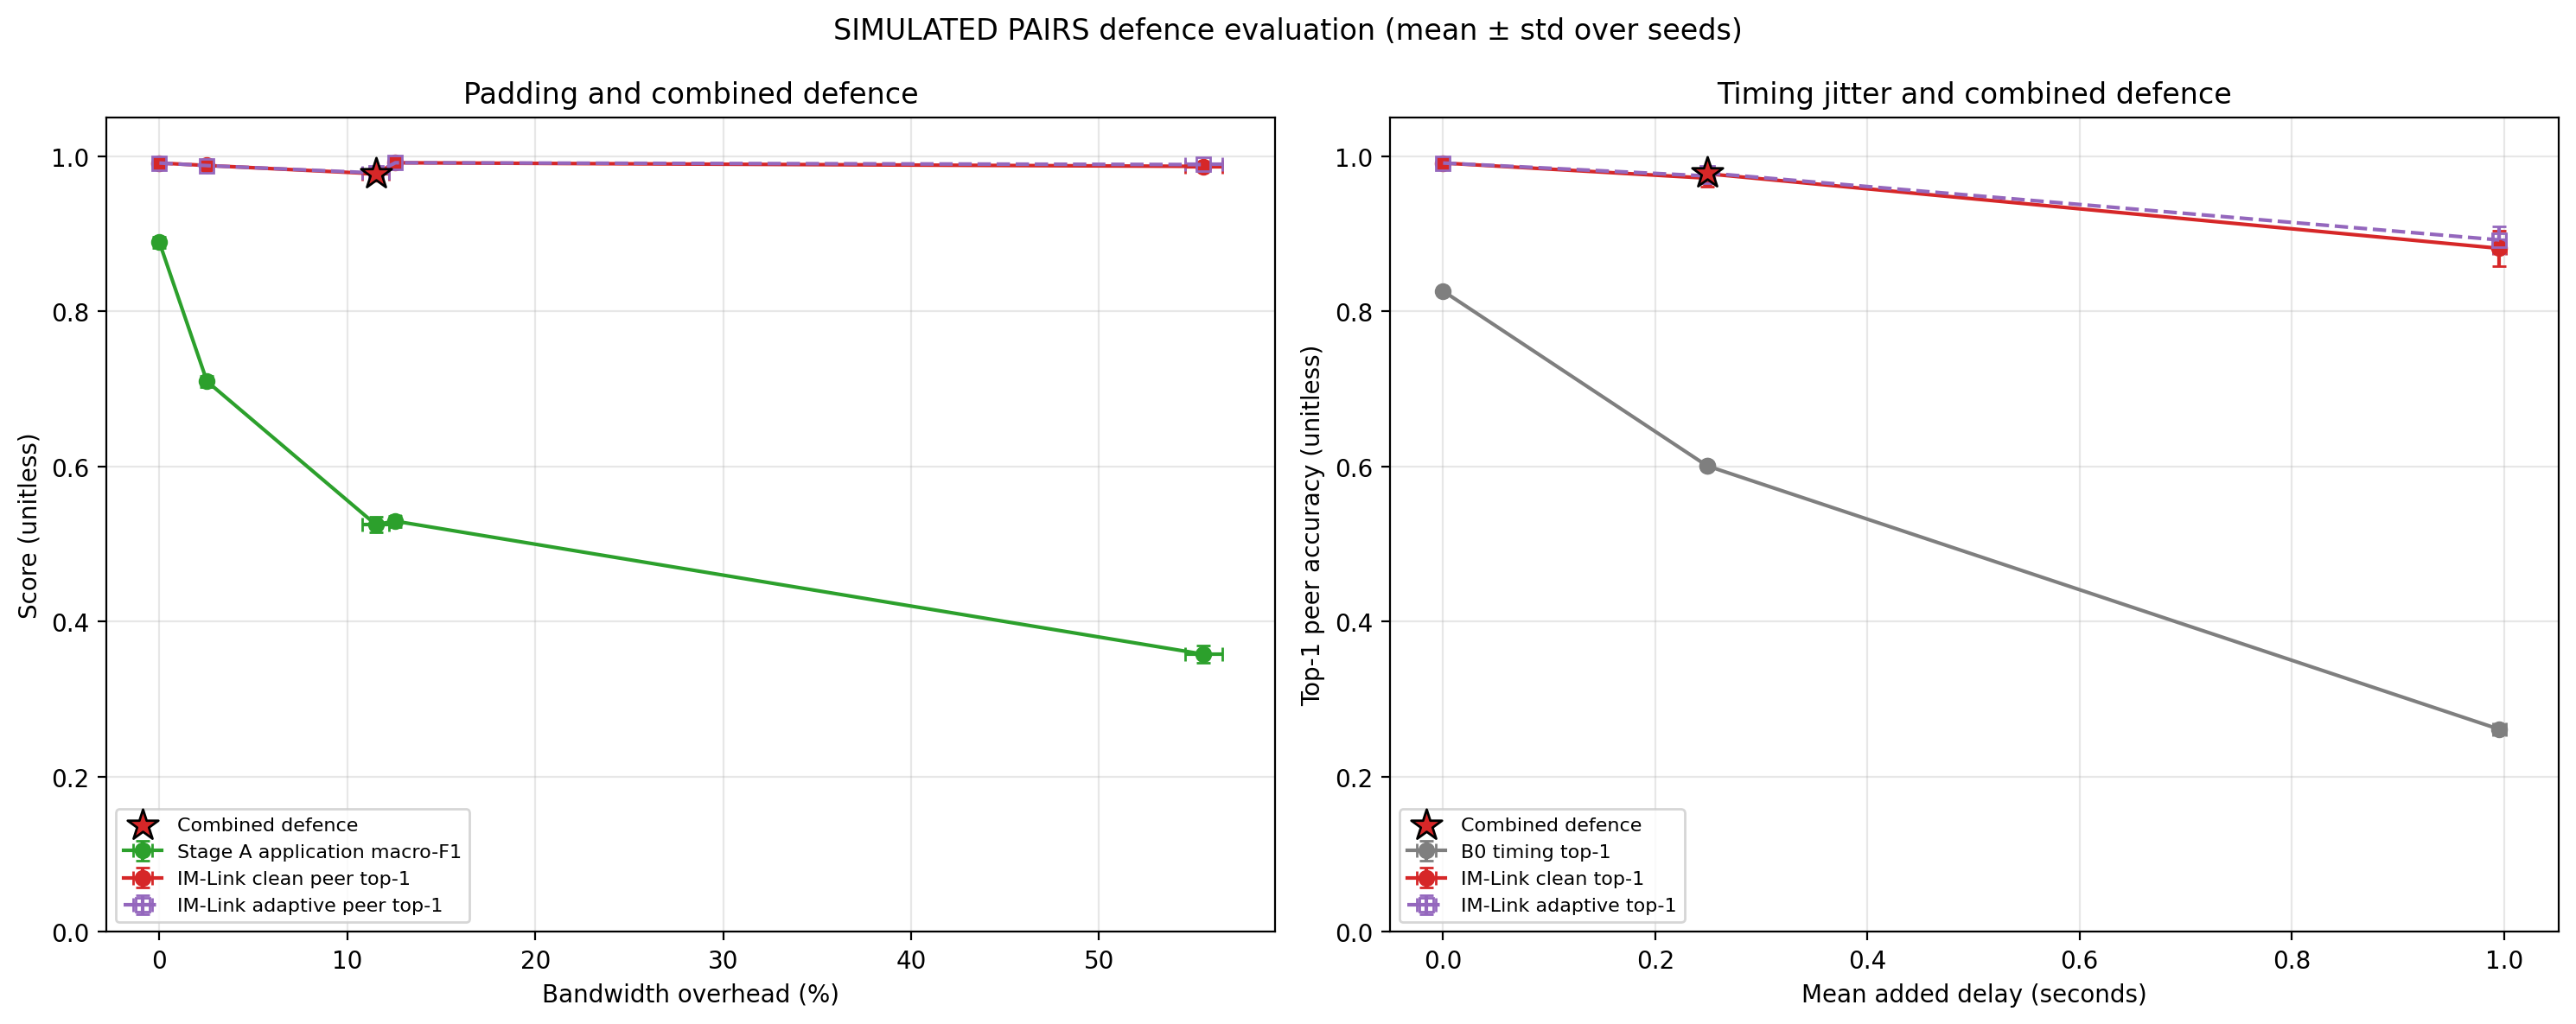 SIMULATED PAIRS defence evaluation (mean ± std over seeds)
Padding and combined defence
Score (unitless)
1.0
0.8
0.6
0.4
0.2
0.0
Combined defence
Stage A application macro-F1
IM-Link clean peer top-1
IM-Link adaptive peer top-1
0 10 20 30 40 50
Bandwidth overhead (%)
Timing jitter and combined defence
Top-1 peer accuracy (unitless)
1.0
0.8
0.6
0.4
0.2
0.0
Combined defence
B0 timing top-1
IM-Link clean top-1
IM-Link adaptive top-1
0.0 0.2 0.4 0.6 0.8 1.0
Mean added delay (seconds)